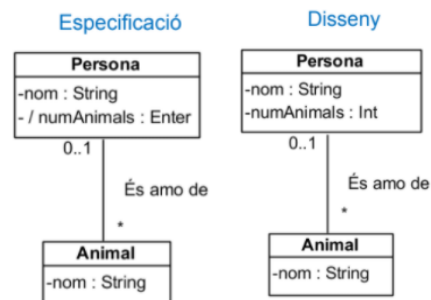 Especificació
Persona
-nom : String
- / numAnimals : Enter
0..1
És amo de
*
Animal
-nom : String
Disseny
Persona
-nom : String
-numAnimals : Int
0..1
És amo de
*
Animal
-nom : String